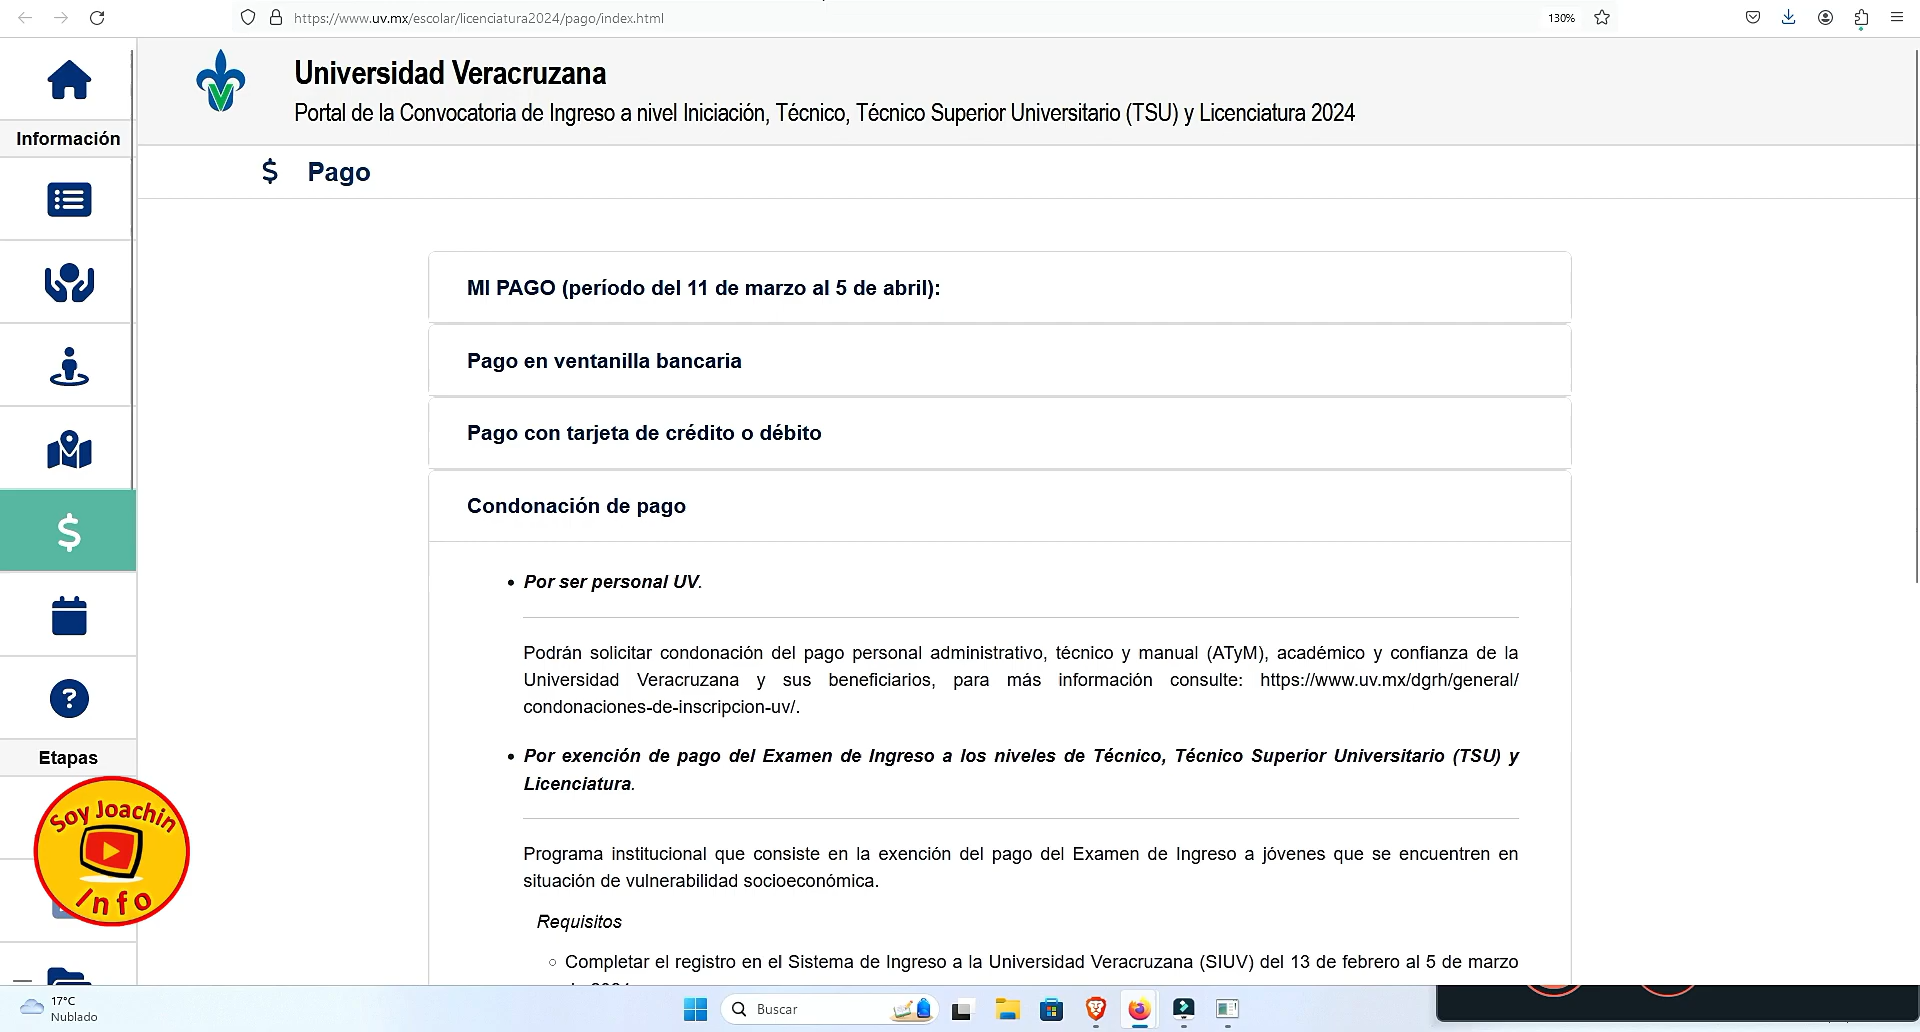 https://www.uv.mx/escolar/licenciatura2024/pago/index.html
130%
Universidad Veracruzana
Portal de la Convocatoria de Ingreso a nivel Iniciación, Técnico, Técnico Superior Universitario (TSU) y Licenciatura 2024
Información
$ Pago
MI PAGO (período del 11 de marzo al 5 de abril):
Pago en ventanilla bancaria
Pago con tarjeta de crédito o débito
Condonación de pago
• Por ser personal UV.
Podrán solicitar condonación del pago personal administrativo, técnico y manual (ATyM), académico y confianza de la
Universidad Veracruzana y sus beneficiarios, para más información consulte: https://www.uv.mx/dgrh/general/
condonaciones-de-inscripcion-uv/.
• Por exención de pago del Examen de Ingreso a los niveles de Técnico, Técnico Superior Universitario (TSU) y
Licenciatura.
Programa institucional que consiste en la exención del pago del Examen de Ingreso a jóvenes que se encuentren en
situación de vulnerabilidad socioeconómica.
Requisitos
○ Completar el registro en el Sistema de Ingreso a la Universidad Veracruzana (SIUV) del 13 de febrero al 5 de marzo
$
?
Etapas
Soy Joachin
Info
17°C
Nublado
Buscar